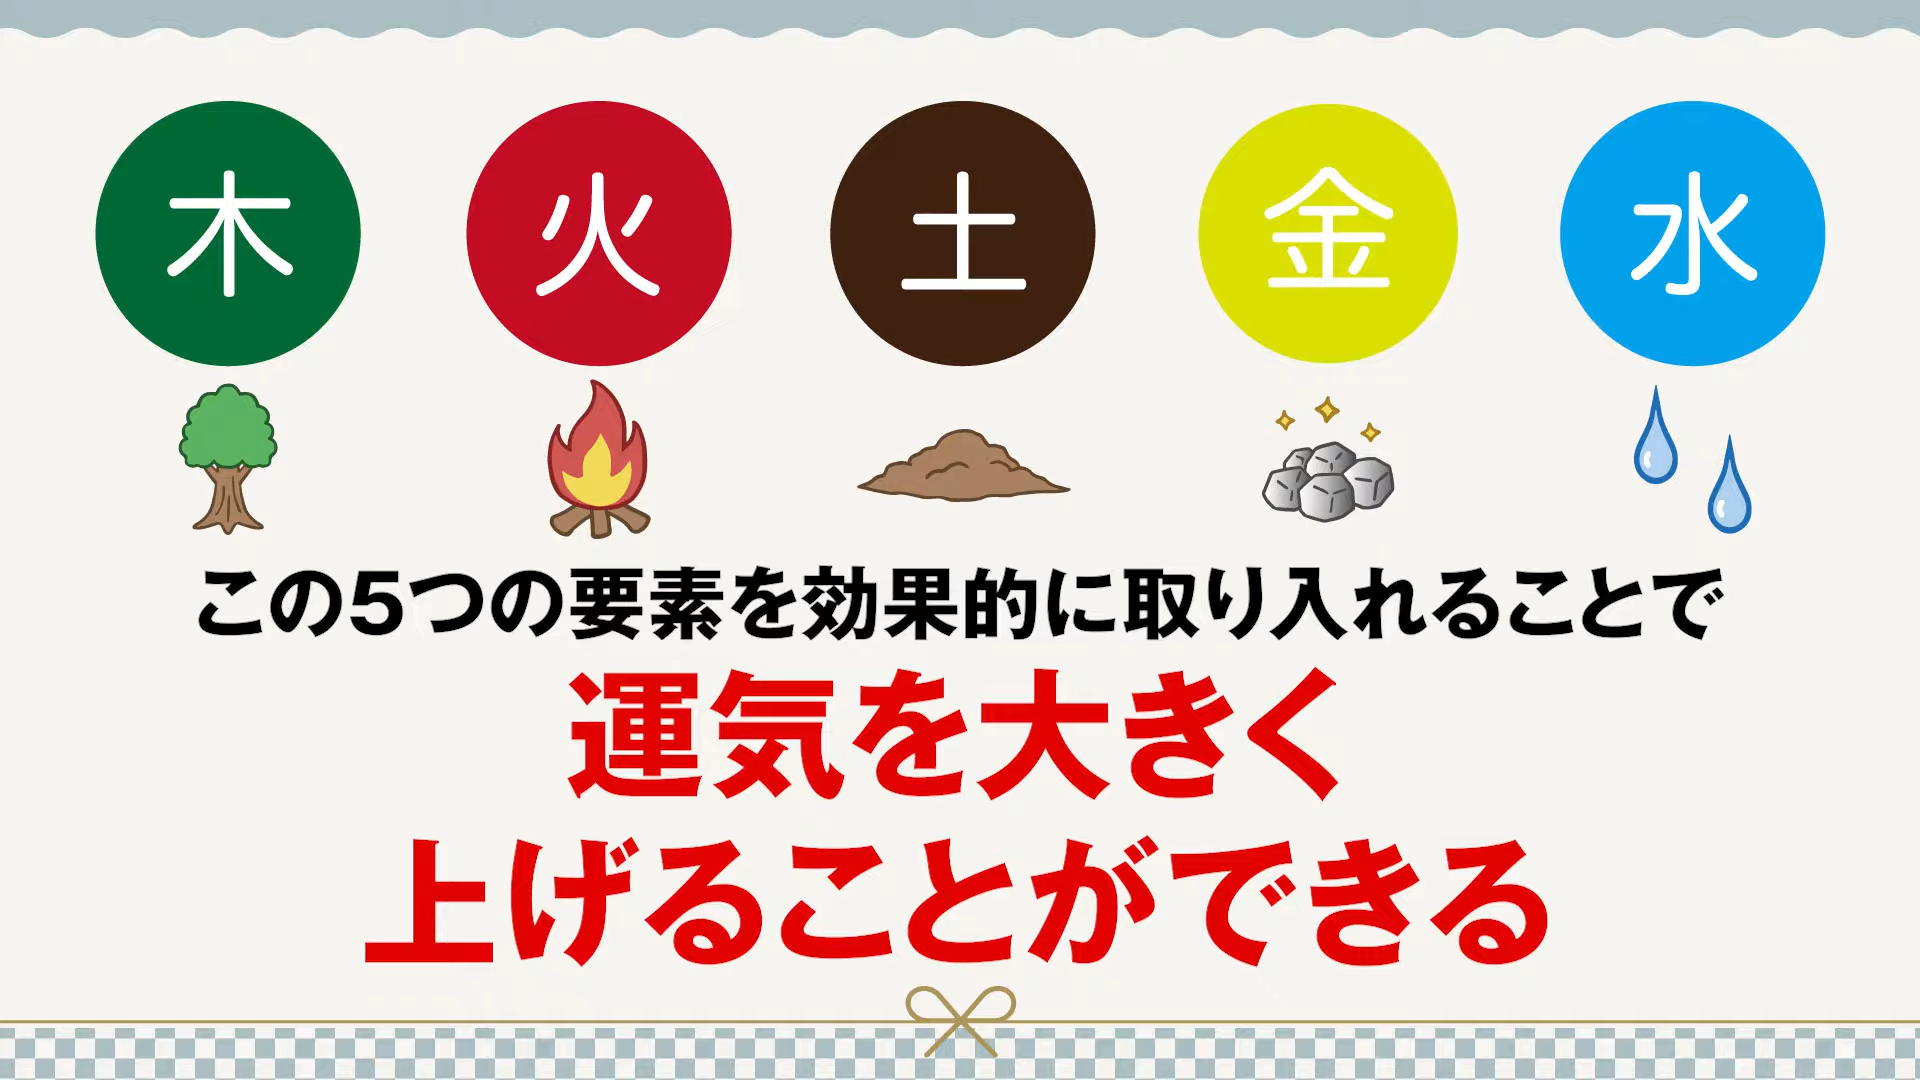 木 火 土 金 水
この5つの要素を効果的に取り入れることで
運気を大きく
上げることができる